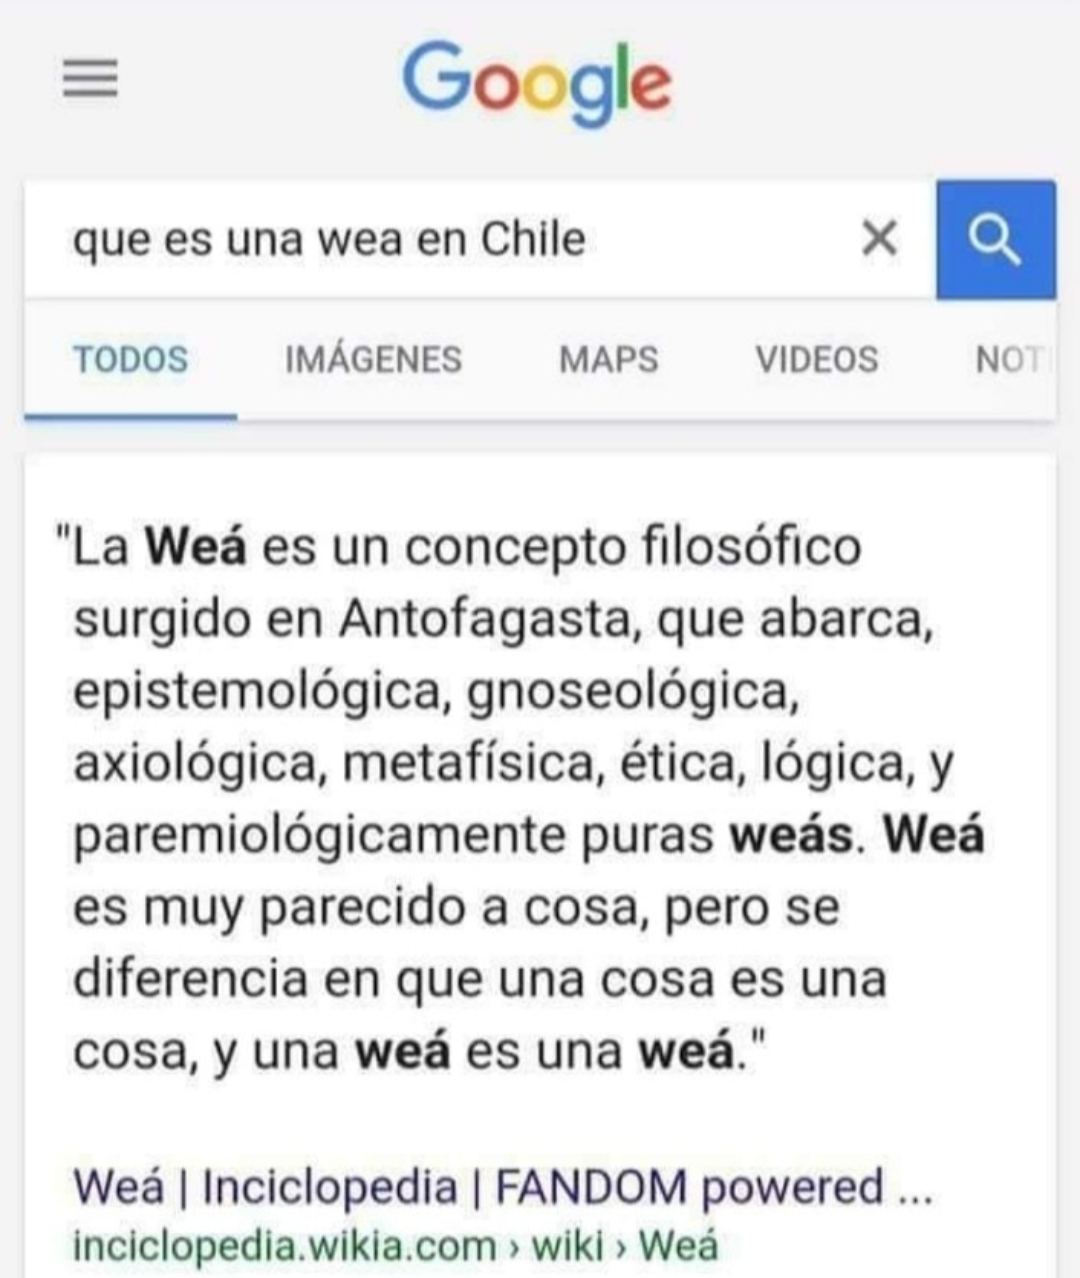 Google
que es una wea en Chile
TODOS IMÁGENES MAPS VIDEOS NOT
"La Weá es un concepto filosófico
surgido en Antofagasta, que abarca,
epistemológica, gnoseológica,
axiológica, metafísica, ética, lógica, y
paremiológicamente puras weás. Weá
es muy parecido a cosa, pero se
diferencia en que una cosa es una
cosa, y una weá es una weá."
Weá | Inciclopedia | FANDOM powered ...
inciclopedia.wikia.com › wiki › Weá